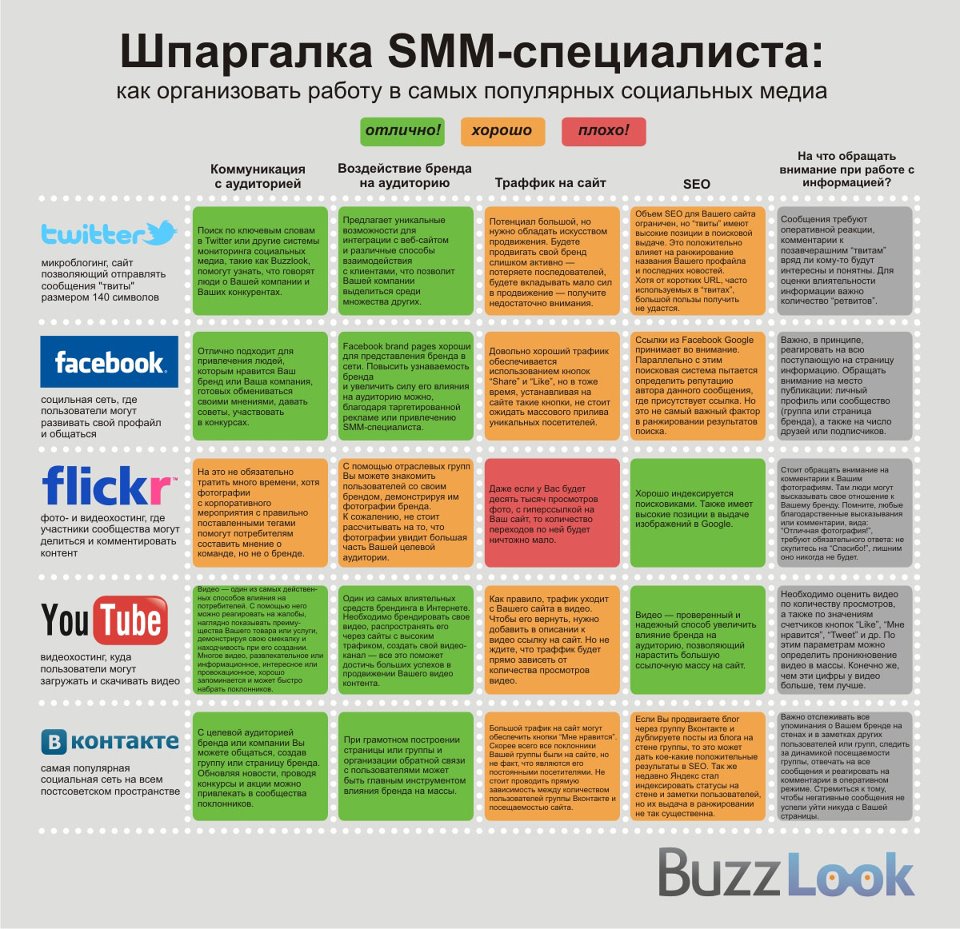 Шпаргалка SMM-специалиста:
как организовать работу в самых популярных социальных медиа
отлично!
хорошо
плохо!
Коммуникация
с аудиторией
Воздействие бренда
на аудиторию
Траффик на сайт
SEO
На что обращать
внимание при работе с
информацией?
twitter
микроблогинг, сайт
позволяющий отправлять
сообщения "твиты"
размером 140 символов
Поиск по ключевым словам
в Twitter или другие системы
мониторинга социальных
медиа, такие как Buzzlook,
помогут узнать, что говорят
люди о Вашей компании и
Ваших конкурентах.
Предлагает уникальные
возможности для
интеграции с веб-сайтом
и различные способы
взаимодействия
с клиентами, что позволит
Вашей компании
выделиться среди
множества других.
Потенциал большой, но
нужно обладать искусством
продвижения. Будете
продвигать свой бренд
слишком активно —
потеряете последователей,
будете вкладывать мало сил
в продвижение — получите
недостаточно внимания.
Объем SEO для Вашего сайта
ограничен, но "твиты" имеют
высокие позиции в поисковой
выдаче. Это положительно
влияет на ранжирование
названия Вашего профайла
и последних новостей.
Хотя от коротких URL, часто
используемых в "твитах",
большой пользы получить
не удастся.
Сообщения требуют
оперативной реакции,
комментарии к
позавчерашним "твитам"
вряд ли кому-то будут
интересны и понятны. Для
оценки влиятельности
информации важно
количество "ретвитов".
facebook
социльная сеть, где
пользователи могут
развивать свой профайл
и общаться
Отлично подходит для
привлечения людей,
которым нравится Ваш
бренд или Ваша компания,
готовых обмениваться
своими мнениями, давать
советы, участвовать
в конкурсах.
Facebook brand pages хороши
для представления бренда в
сети. Повысить узнаваемость
бренда
и увеличить силу его влияния
на аудиторию можно,
благодаря таргетированной
рекламе или привлечению
SMM-специалиста.
Довольно хороший трафиик
обеспечивается
использованием кнопок
"Share" и "Like", но в тоже
время, устанавливая на
сайте такие кнопки, не стоит
ожидать массового прилива
уникальных посетителей.
Ссылки из Facebook Google
принимает во внимание.
Параллельно с этим
поисковая система пытается
определить репутацию
автора данного сообщения,
где присутствует ссылка. Но
это не самый важный фактор
в ранжировании результатов
поиска.
Важно, в принципе,
реагировать на всю
поступающую на страницу
информацию. Обращать
внимание на место
публикации: личный
профиль или сообщество
(группа или страница
бренда), а также на число
друзей или подписчиков.
flickr™
фото- и видеохостинг, где
участники сообщества могут
делиться и комментировать
контент
На это не обязательно
тратить много времени, хотя
фотографии
с корпоративного
мероприятия с правильно
поставленными тегами
помогут потребителям
составить мнение о
команде, но не о бренде.
С помощью отраслевых групп
Вы можете знакомить
пользователей со своим
брендом, демонстрируя им
фотографии бренда.
К сожалению, не стоит
рассчитывать на то, что
фотографии увидит большая
часть Вашей целевой
аудитории.
Даже если у Вас будет
десять тысяч просмотров
фото, с гиперссылкой на
Ваш сайт, то количество
переходов по ней будет
ничтожно мало.
Хорошо индексируется
поисковиками. Также имеет
высокие позиции в выдаче
изображений в Google.
Стоит обращать внимание на
комментарии к Вашим
фотографиям. Там люди могут
высказывать свое отношение к
Вашему бренду. Помните, любые
благодарственные высказывания
или комментарии, вида:
"Отличная фотография!",
требуют обязательного ответа: не
скупитесь на "Спасибо!", лишним
оно никогда не будет.
YouTube
видеохостинг, куда
пользователи могут
загружать и скачивать видео
Видео — один из самых действен-
ных способов влияния на
потребителей. С помощью него
можно реагировать на жалобы,
наглядно показывать преиму-
щества Вашего товара или услуги,
демонстрируя свою смекалку и
находчивость при его создании.
Многое видео, развлекательное или
информационное, интересное или
провокационное, хорошо
запоминается и может быстро
набрать поклонников.
Один из самых влиятельных
средств брендинга в Интернете.
Необходимо брендировать свое
видео, распространять его
через сайты с высоким
трафиком, создать свой видео-
канал — все это поможет
достичь больших успехов в
продвижении Вашего видео
контента.
Как правило, трафик уходит
с Вашего сайта в видео.
Чтобы его вернуть, нужно
добавить в описании к
видео ссылку на сайт. Но не
ждите, что траффик будет
прямо зависеть от
количества просмотров
видео.
Видео — проверенный и
надежный способ увеличить
влияние бренда на
аудиторию, позволяющий
нарастить большую
ссылочную массу на сайт.
Необходимо оценить видео
по количеству просмотров,
а также по значениям
счетчиков кнопок "Like", "Мне
нравится", "Tweet" и др. По
этим параметрам можно
определить проникновение
видео в массы. Конечно же,
чем эти цифры у видео
больше, тем лучше.
В контакте
самая популярная
социальная сеть на всем
постсоветском пространстве
С целевой аудиторией
бренда или компании Вы
можете общаться, создав
группу или страницу бренда.
Обновляя новости, проводя
конкурсы и акции можно
привлекать в сообщества
поклонников.
При грамотном построении
страницы или группы и
организации обратной связи
с пользователями может
быть главным инструментом
влияния бренда на массы.
Большой трафик на сайт могут
обеспечить кнопки "Мне нравится".
Скорее всего все поклонники
Вашей группы были на сайте, но
не факт, что являются его
постоянными посетителями. Не
стоит проводить прямую
зависимость между количеством
пользователей группы Вконтакте и
посещаемостью сайта.
Если Вы продвигаете блог
через группу Вконтакте и
дублируете посты из блога на
стене группы, то это может
дать кое-какие положительные
результаты в SEO. Так же
недавно Яндекс стал
индексировать статусы на
стене и заметки пользователей,
но их выдача в ранжировании не
так существенна.
Важно отслеживать все
упоминания о Вашем бренде на
стенах и в заметках других
пользователей или групп, следить
за динамикой посещаемости
группы, отвечать на все
сообщения и реагировать на
комментарии в оперативном
режиме. Стремиться к тому,
чтобы негативные сообщения не
успели уйти никуда с Вашей
страницы.
BuzzLook